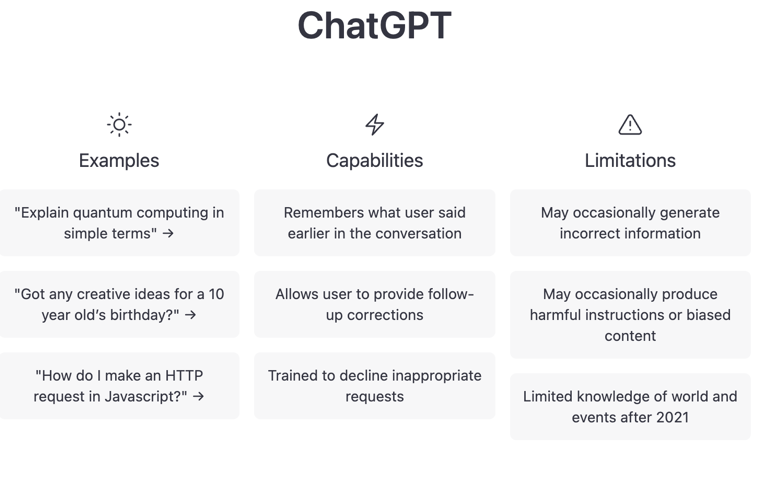 ChatGPT
Examples
"Explain quantum computing in
simple terms" →
"Got any creative ideas for a 10
year old’s birthday?" →
"How do I make an HTTP
request in Javascript?" →
Capabilities
Remembers what user said
earlier in the conversation
Allows user to provide follow-
up corrections
Trained to decline inappropriate
requests
Limitations
May occasionally generate
incorrect information
May occasionally produce
harmful instructions or biased
content
Limited knowledge of world and
events after 2021